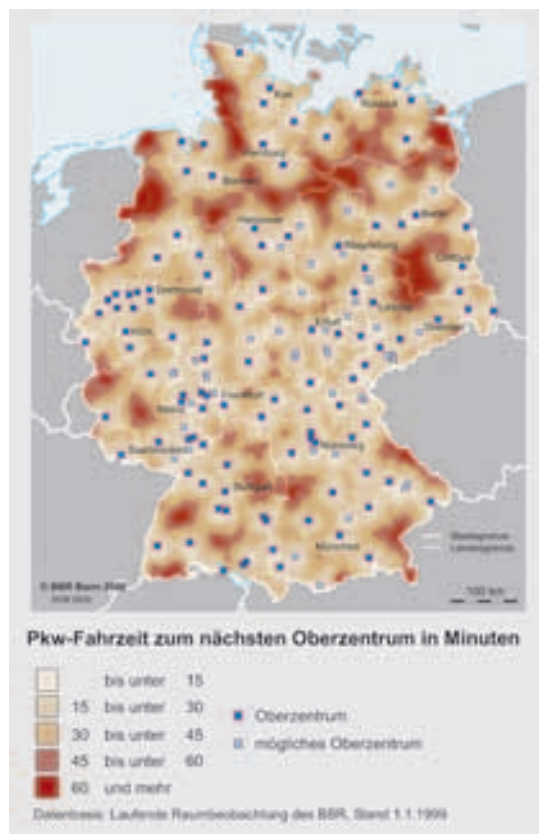 Kiel
Rostock
Hamburg
Bremen
Berlin
Hannover
Magdeburg
Cottbus
Dortmund
Leipzig
Erfurt
Dresden
Köln
Frankfurt
Mainz
Saarbrücken
Nürnberg
Stuttgart
München
Staatsgrenze
Landesgrenze
© BBR Bonn
100 km
Pkw-Fahrzeit zum nächsten Oberzentrum in Minuten
bis unter 15
15 bis unter 30
30 bis unter 45
45 bis unter 60
60 und mehr
Oberzentrum
mögliches Oberzentrum
Datenbasis: Laufende Raumbeobachtung des BBR, Stand 1.1.1999